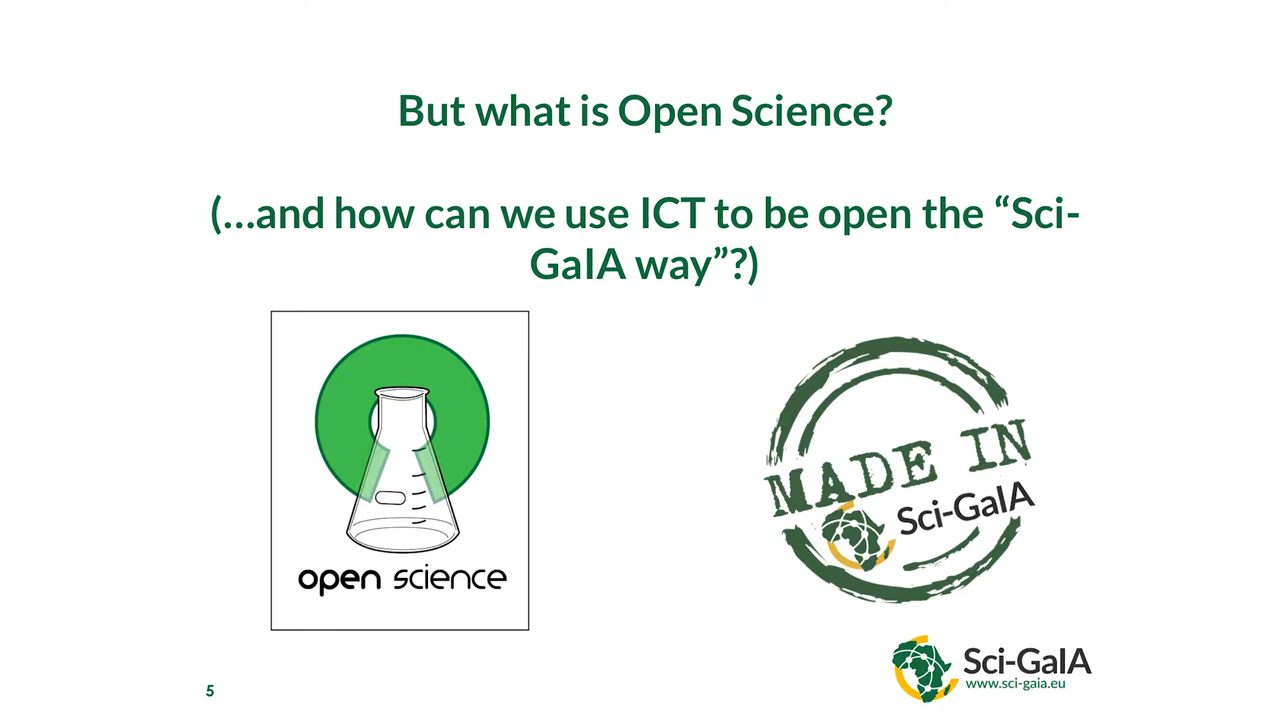 But what is Open Science?
(…and how can we use ICT to be open the “Sci-
GaIA way”?)
open science
MADE IN
Sci-GaIA
Sci-GaIA
www.sci-gaia.eu
5